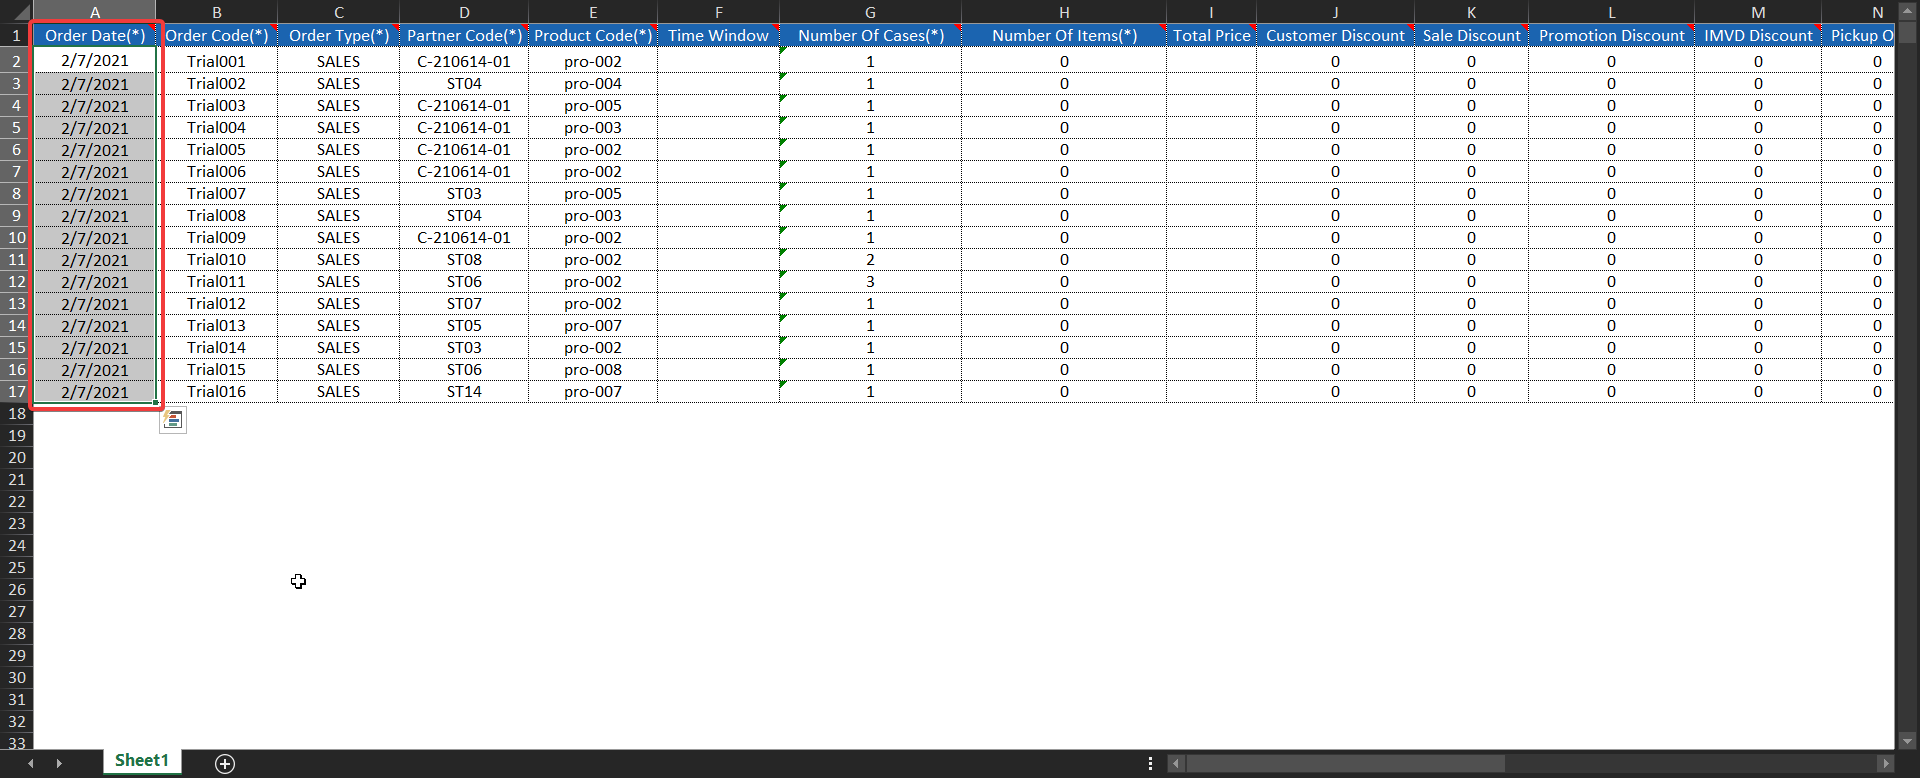 A B C D E F G H I J K L M N
1 Order Date(*) Order Code(*) Order Type(*) Partner Code(*) Product Code(*) Time Window Number Of Cases(*) Number Of Items(*) Total Price Customer Discount Sale Discount Promotion Discount IMVD Discount Pickup O
2 2/7/2021 Trial001 SALES C-210614-01 pro-002 1 0 0 0 0 0 0
3 2/7/2021 Trial002 SALES ST04 pro-004 1 0 0 0 0 0 0
4 2/7/2021 Trial003 SALES C-210614-01 pro-005 1 0 0 0 0 0 0
5 2/7/2021 Trial004 SALES C-210614-01 pro-003 1 0 0 0 0 0 0
6 2/7/2021 Trial005 SALES C-210614-01 pro-002 1 0 0 0 0 0 0
7 2/7/2021 Trial006 SALES C-210614-01 pro-002 1 0 0 0 0 0 0
8 2/7/2021 Trial007 SALES ST03 pro-005 1 0 0 0 0 0 0
9 2/7/2021 Trial008 SALES ST04 pro-003 1 0 0 0 0 0 0
10 2/7/2021 Trial009 SALES C-210614-01 pro-002 1 0 0 0 0 0 0
11 2/7/2021 Trial010 SALES ST08 pro-002 2 0 0 0 0 0 0
12 2/7/2021 Trial011 SALES ST06 pro-002 3 0 0 0 0 0 0
13 2/7/2021 Trial012 SALES ST07 pro-002 1 0 0 0 0 0 0
14 2/7/2021 Trial013 SALES ST05 pro-007 1 0 0 0 0 0 0
15 2/7/2021 Trial014 SALES ST03 pro-002 1 0 0 0 0 0 0
16 2/7/2021 Trial015 SALES ST06 pro-008 1 0 0 0 0 0 0
17 2/7/2021 Trial016 SALES ST14 pro-007 1 0 0 0 0 0 0
18
19
20
21
22
23
24
25
26
27
28
29
30
31
32
33
Sheet1